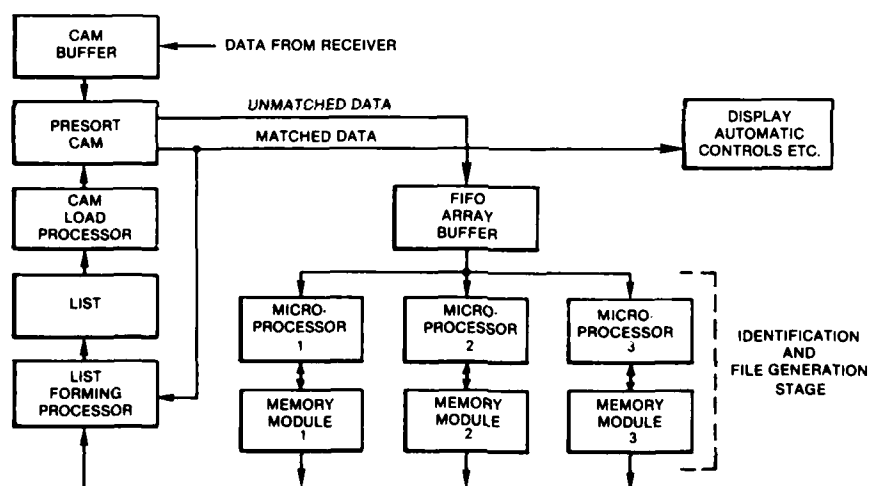 CAM
BUFFER
DATA FROM RECEIVER
PRESORT
CAM
UNMATCHED DATA
MATCHED DATA
DISPLAY
AUTOMATIC
CONTROLS ETC.
CAM
LOAD
PROCESSOR
FIFO
ARRAY
BUFFER
LIST
MICRO-
PROCESSOR
1
MICRO-
PROCESSOR
2
MICRO-
PROCESSOR
3
IDENTIFICATION
AND
FILE GENERATION
STAGE
LIST
FORMING
PROCESSOR
MEMORY
MODULE
1
MEMORY
MODULE
2
MEMORY
MODULE
3